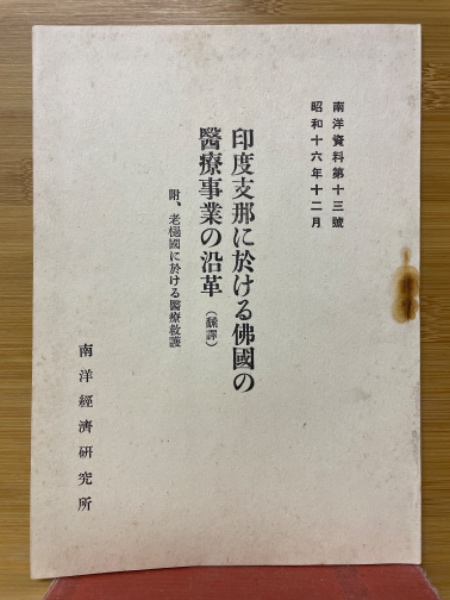 南洋資料第十三號
昭和十六年十二月
印度支那に於ける佛國の
醫療事業の沿革(飜譯)
附、老檛國に於ける醫療救護
南洋經濟研究所